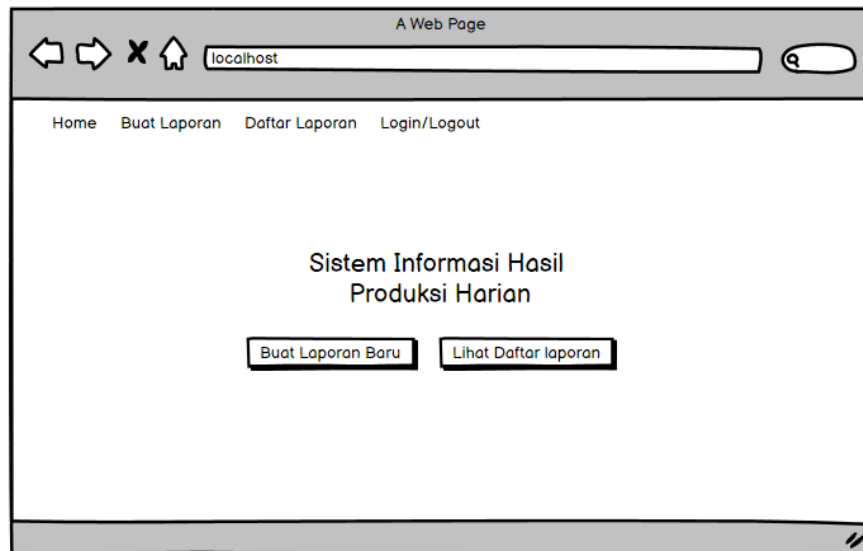 A Web Page
localhost
Home Buat Laporan Daftar Laporan Login/Logout
Sistem Informasi Hasil
Produksi Harian
Buat Laporan Baru Lihat Daftar laporan